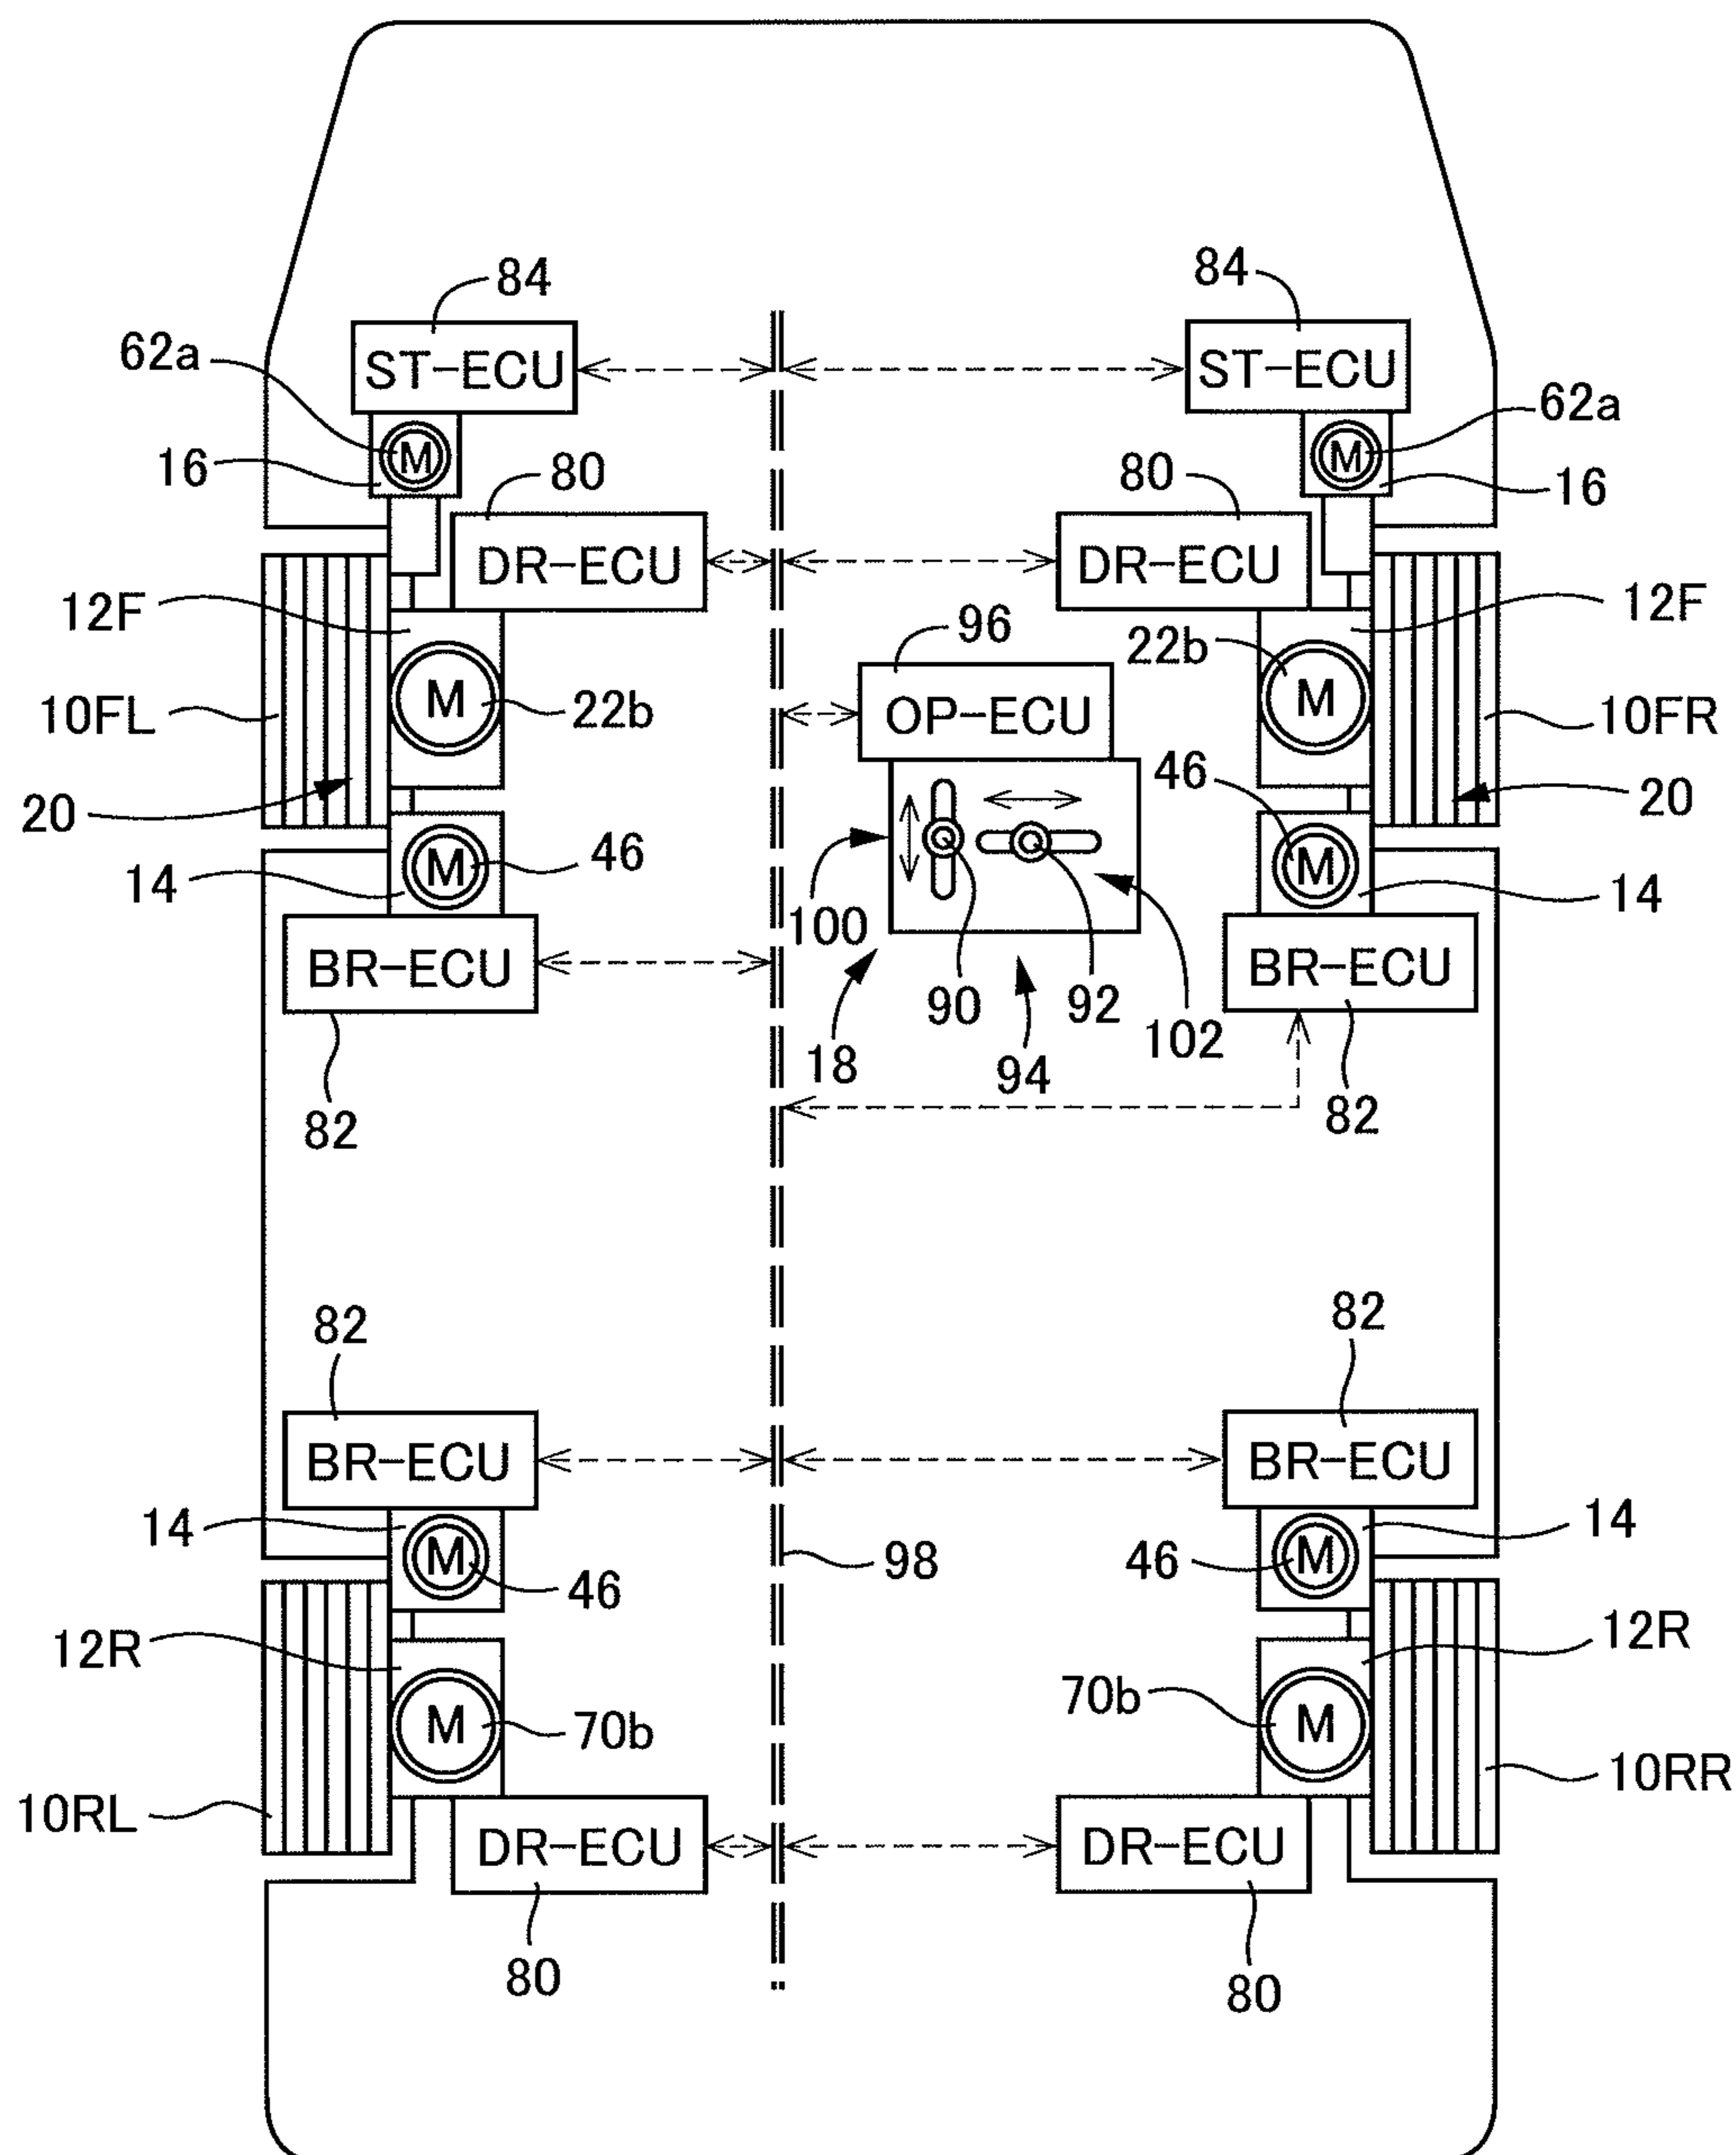 84 84
62a ST-ECU ST-ECU 62a
M M
16 80 80 16
DR-ECU DR-ECU
12F 96 22b 12F
10FL M 22b OP-ECU M 10FR
20 46 20
14 M 46 M 14
100
BR-ECU 90 92 BR-ECU
18 94 102
82 82
82 82
BR-ECU BR-ECU
14 M 98 46 M 14
46
12R 12R
M 70b 70b M
10RL 10RR
DR-ECU DR-ECU
80 80